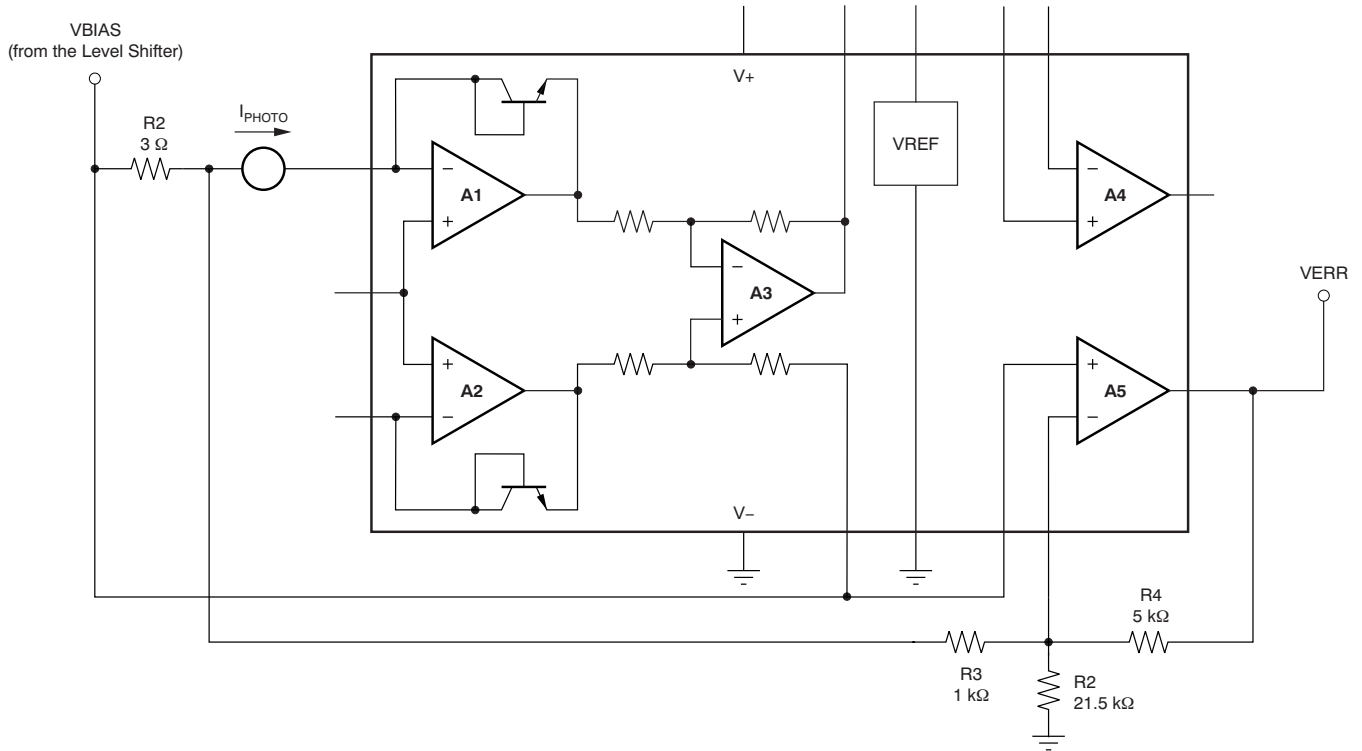 VBIAS
(from the Level Shifter)
R2
3 Ω
IPHOTO
V+
−
A1
+
VREF
−
A4
+
−
A3
+
VERR
+
A2
−
+
A5
−
V−
R4
5 kΩ
R3
1 kΩ
R2
21.5 kΩ